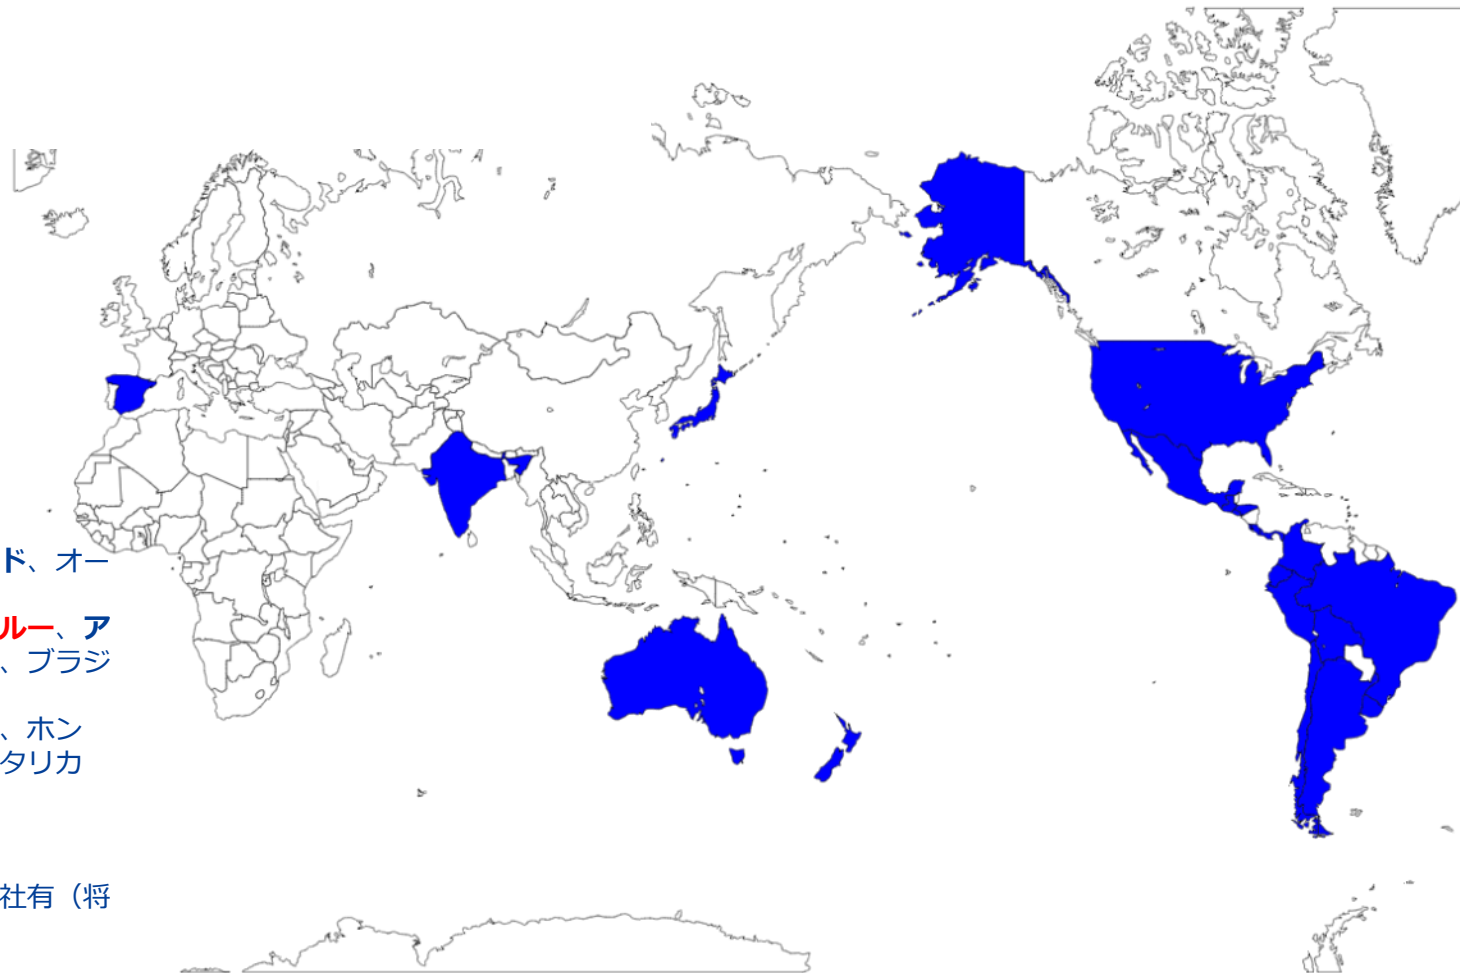 ド、オー
ルー、ア
、ブラジ
、ホン
タリカ
社有（将